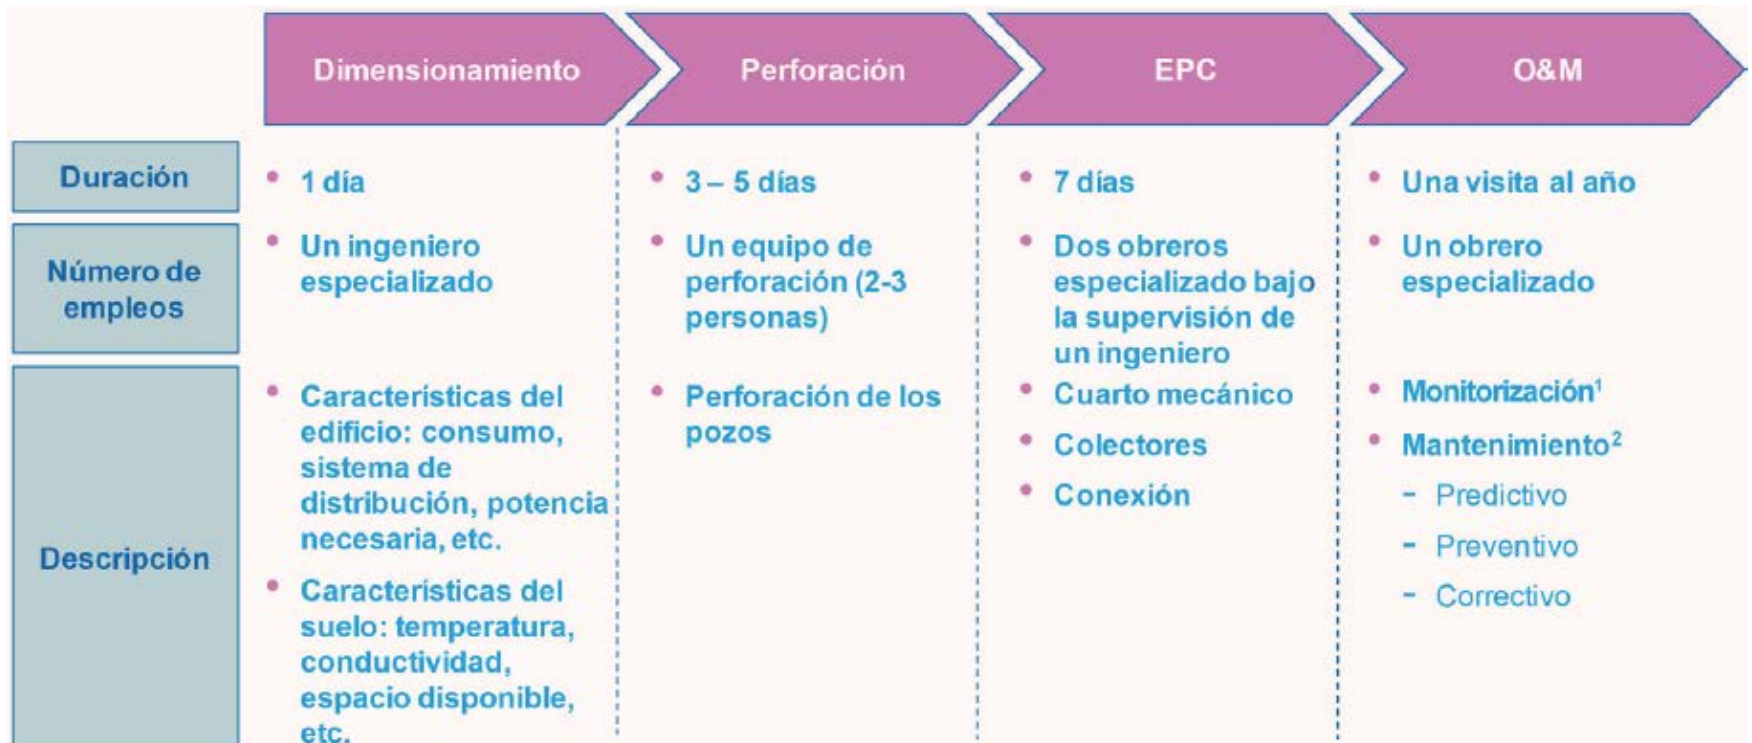 Dimensionamiento
Perforación
EPC
O&M
Duración
• 1 día
• 3 – 5 días
• 7 días
• Una visita al año
Número de
empleos
• Un ingeniero
especializado
• Un equipo de
perforación (2-3
personas)
• Dos obreros
especializado bajo
la supervisión de
un ingeniero
• Un obrero
especializado
Descripción
• Características del
edificio: consumo,
sistema de
distribución, potencia
necesaria, etc.
• Características del
suelo: temperatura,
conductividad,
espacio disponible,
etc.
• Perforación de los
pozos
• Cuarto mecánico
• Colectores
• Conexión
• Monitorización¹
• Mantenimiento²
– Predictivo
– Preventivo
– Correctivo